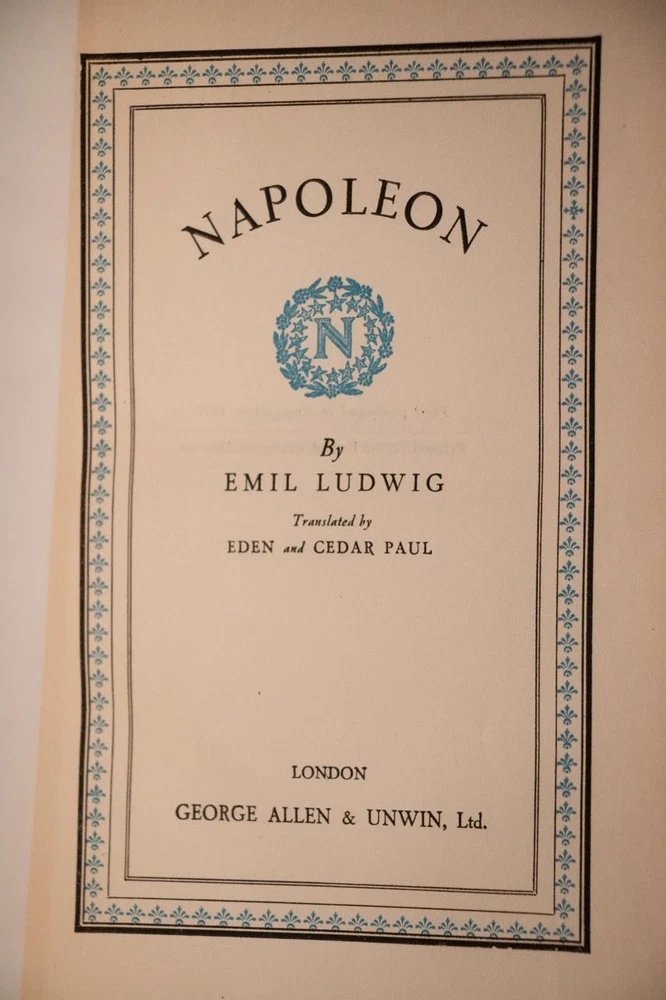 NAPOLEON
N
By
EMIL LUDWIG
Translated by
EDEN and CEDAR PAUL
LONDON
GEORGE ALLEN & UNWIN, Ltd.